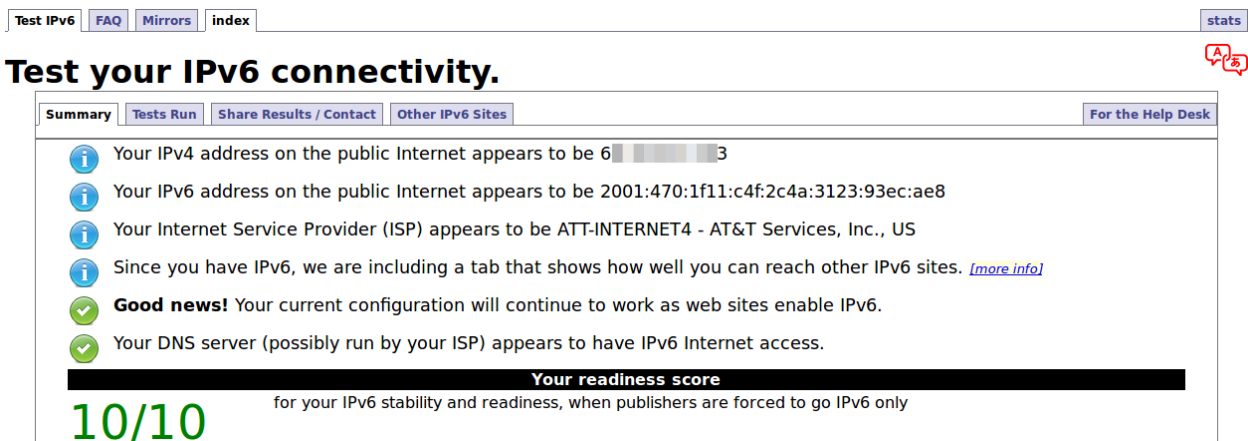 Test IPv6 FAQ Mirrors index stats
Test your IPv6 connectivity.
Summary Tests Run Share Results / Contact Other IPv6 Sites For the Help Desk
Your IPv4 address on the public Internet appears to be 6 3
Your IPv6 address on the public Internet appears to be 2001:470:1f11:c4f:2c4a:3123:93ec:ae8
Your Internet Service Provider (ISP) appears to be ATT-INTERNET4 - AT&T Services, Inc., US
Since you have IPv6, we are including a tab that shows how well you can reach other IPv6 sites. [more info]
Good news! Your current configuration will continue to work as web sites enable IPv6.
Your DNS server (possibly run by your ISP) appears to have IPv6 Internet access.
Your readiness score
10/10 for your IPv6 stability and readiness, when publishers are forced to go IPv6 only